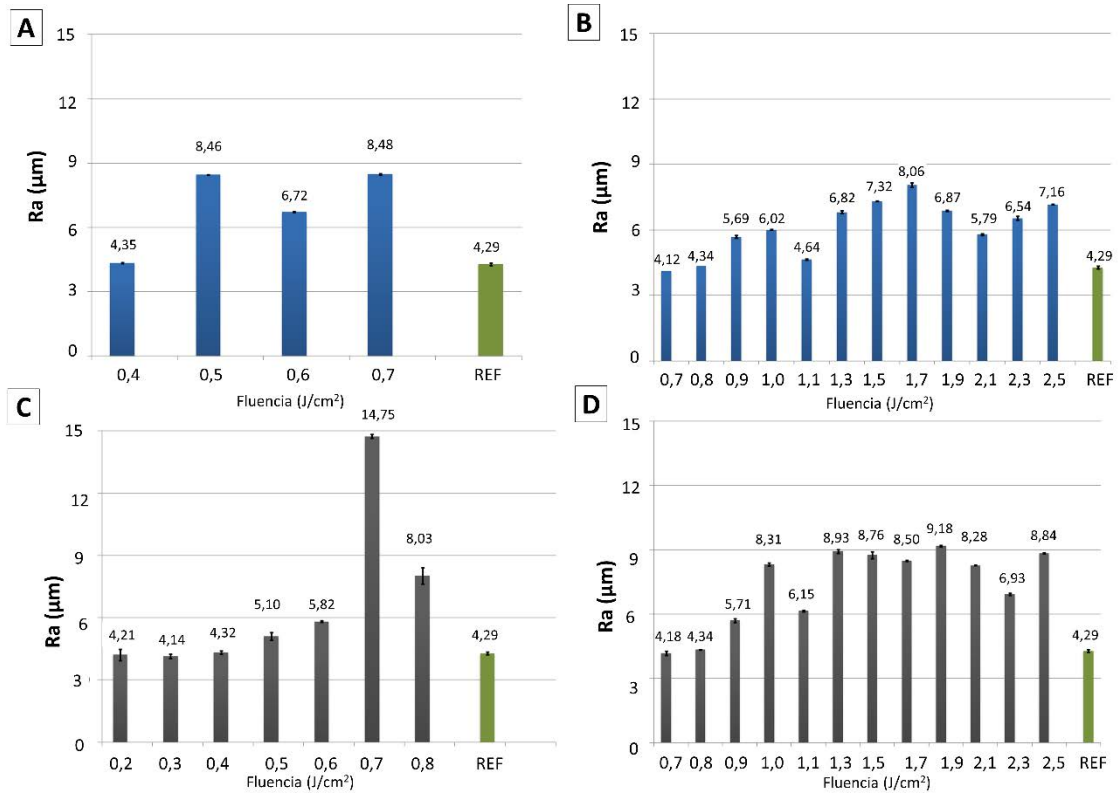 A
Ra (µm)
15
12
9
6
3
0
4,35
8,46
6,72
8,48
4,29
0,4 0,5 0,6 0,7 REF
Fluencia (J/cm²)
B
Ra (µm)
15
12
9
6
3
0
4,12 4,34 5,69 6,02 4,64 6,82 7,32 8,06 6,87 5,79 6,54 7,16 4,29
0,7 0,8 0,9 1,0 1,1 1,3 1,5 1,7 1,9 2,1 2,3 2,5 REF
Fluencia (J/cm²)
C
Ra (µm)
15
12
9
6
3
0
4,21 4,14 4,32 5,10 5,82 14,75 8,03 4,29
0,2 0,3 0,4 0,5 0,6 0,7 0,8 REF
Fluencia (J/cm²)
D
Ra (µm)
15
12
9
6
3
0
4,18 4,34 5,71 8,31 6,15 8,93 8,76 8,50 9,18 8,28 6,93 8,84 4,29
0,7 0,8 0,9 1,0 1,1 1,3 1,5 1,7 1,9 2,1 2,3 2,5 REF
Fluencia (J/cm²)